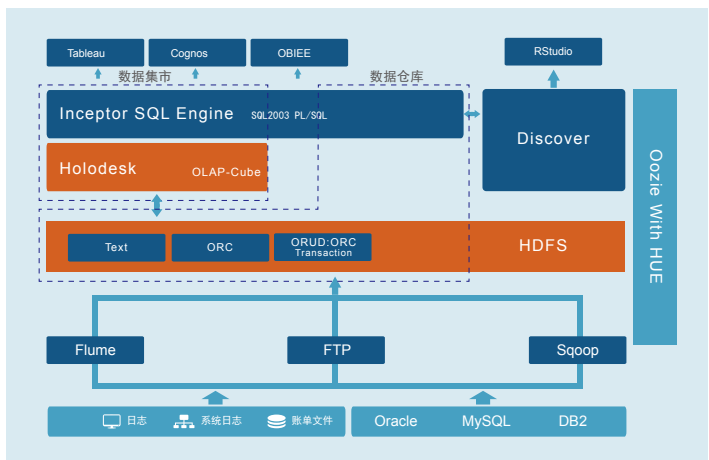 Tableau
Cognos
OBIEE
RStudio
数据集市
数据仓库
Inceptor SQL Engine SQL2003 PL/SQL
Discover
Holodesk OLAP-Cube
Oozie With HUE
Text
ORC
ORUD:ORC
Transaction
HDFS
Flume
FTP
Sqoop
日志
系统日志
账单文件
Oracle
MySQL
DB2